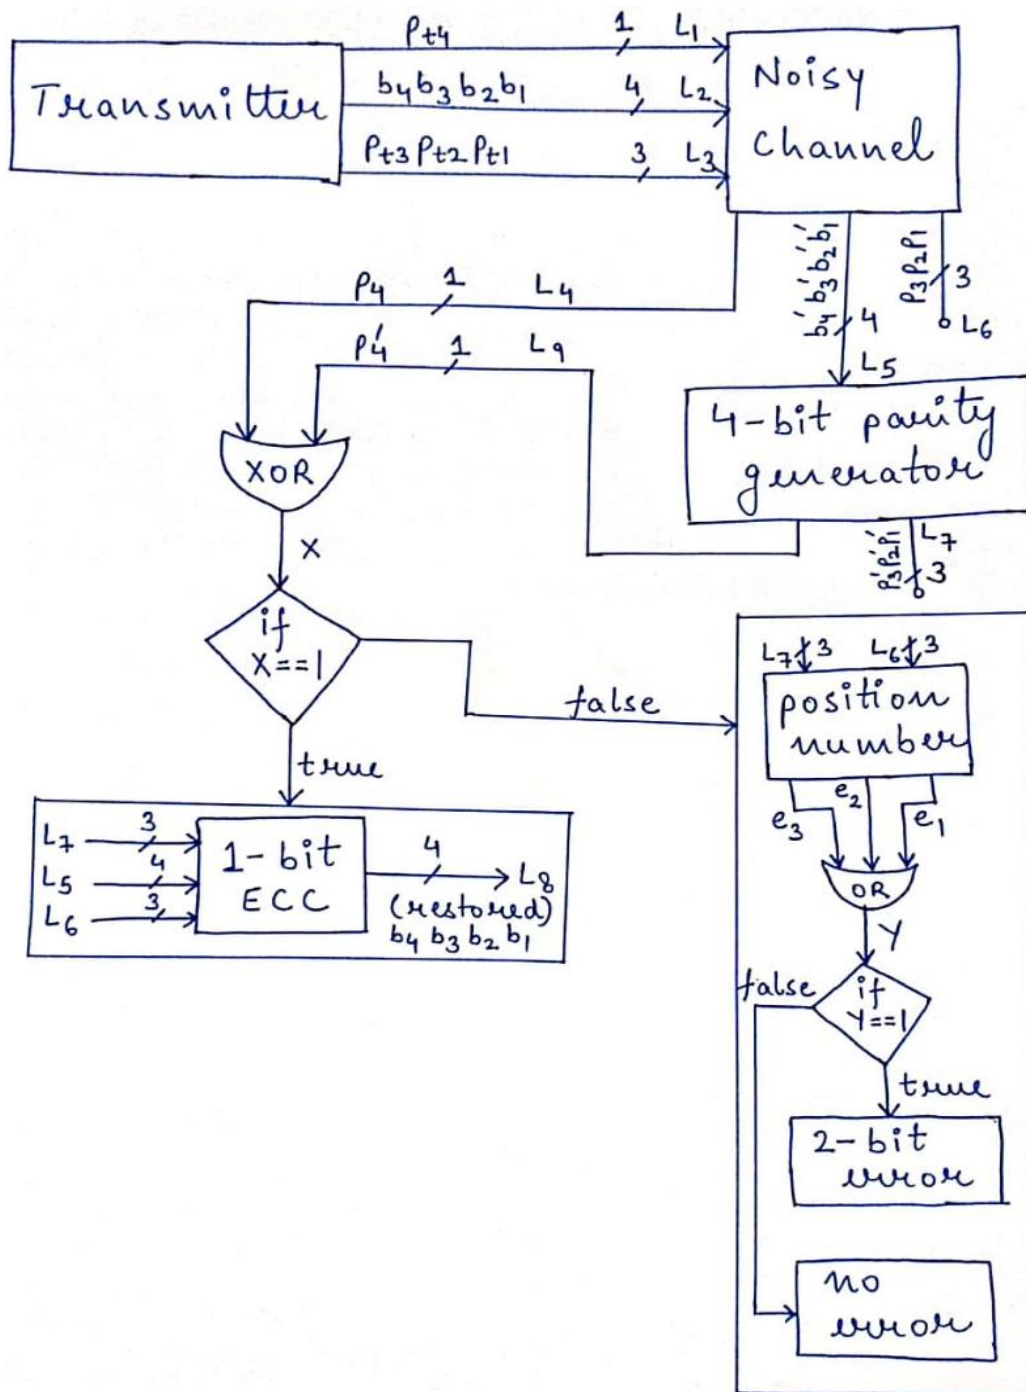 Transmitter
Pt4 1 L1
b4b3b2b1 4 L2
Pt3 Pt2 Pt1 3 L3
Noisy
channel
P4 1 L4
P4' 1 L9
b4'b3'b2'b1'
4
L5
P3P2P1
3
L6
4-bit parity
generator
P3'P2'P1'
L7
3
XOR
X
if
X==1
false
true
L7 3
L5 4
L6 3
1-bit
ECC
4
L8
(restored)
b4 b3 b2 b1
L7 3 L6 3
position
number
e3
e2
e1
OR
Y
false
if
Y==1
true
2-bit
error
no
error